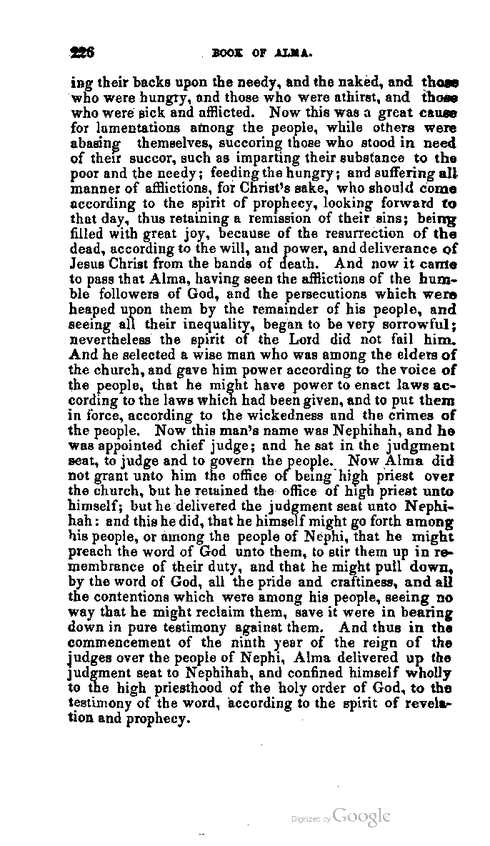 226 BOOK OF ALMA.
ing their backs upon the needy, and the naked, and those
who were hungry, and those who were athirst, and those
who were sick and afflicted. Now this was a great cause
for lamentations among the people, while others were
abasing themselves, succoring those who stood in need
of their succor, such as imparting their substance to the
poor and the needy; feeding the hungry; and suffering all
manner of afflictions, for Christ's sake, who should come
according to the spirit of prophecy, looking forward to
that day, thus retaining a remission of their sins; being
filled with great joy, because of the resurrection of the
dead, according to the will, and power, and deliverance of
Jesus Christ from the bands of death. And now it came
to pass that Alma, having seen the afflictions of the hum-
ble followers of God, and the persecutions which were
heaped upon them by the remainder of his people, and
seeing all their inequality, began to be very sorrowful;
nevertheless the spirit of the Lord did not fail him.
And he selected a wise man who was among the elders of
the church, and gave him power according to the voice of
the people, that he might have power to enact laws ac-
cording to the laws which had been given, and to put them
in force, according to the wickedness and the crimes of
the people. Now this man's name was Nephihah, and he
was appointed chief judge; and he sat in the judgment
seat, to judge and to govern the people. Now Alma did
not grant unto him the office of being high priest over
the church, but he retained the office of high priest unto
himself; but he delivered the judgment seat unto Nephi-
hah: and this he did, that he himself might go forth among
his people, or among the people of Nephi, that he might
preach the word of God unto them, to stir them up in re-
membrance of their duty, and that he might pull down,
by the word of God, all the pride and craftiness, and all
the contentions which were among his people, seeing no
way that he might reclaim them, save it were in bearing
down in pure testimony against them. And thus in the
commencement of the ninth year of the reign of the
judges over the people of Nephi, Alma delivered up the
judgment seat to Nephihah, and confined himself wholly
to the high priesthood of the holy order of God, to the
testimony of the word, according to the spirit of revela-
tion and prophecy.
Digitized by Google